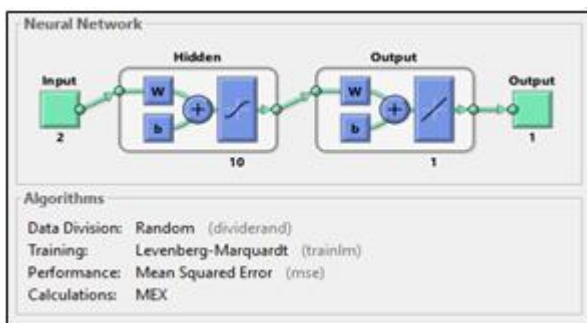 Neural Network
Hidden Output
Input Output
W W
b b
2 10 1 1
Algorithms
Data Division: Random (dividerand)
Training: Levenberg-Marquardt (trainlm)
Performance: Mean Squared Error (mse)
Calculations: MEX